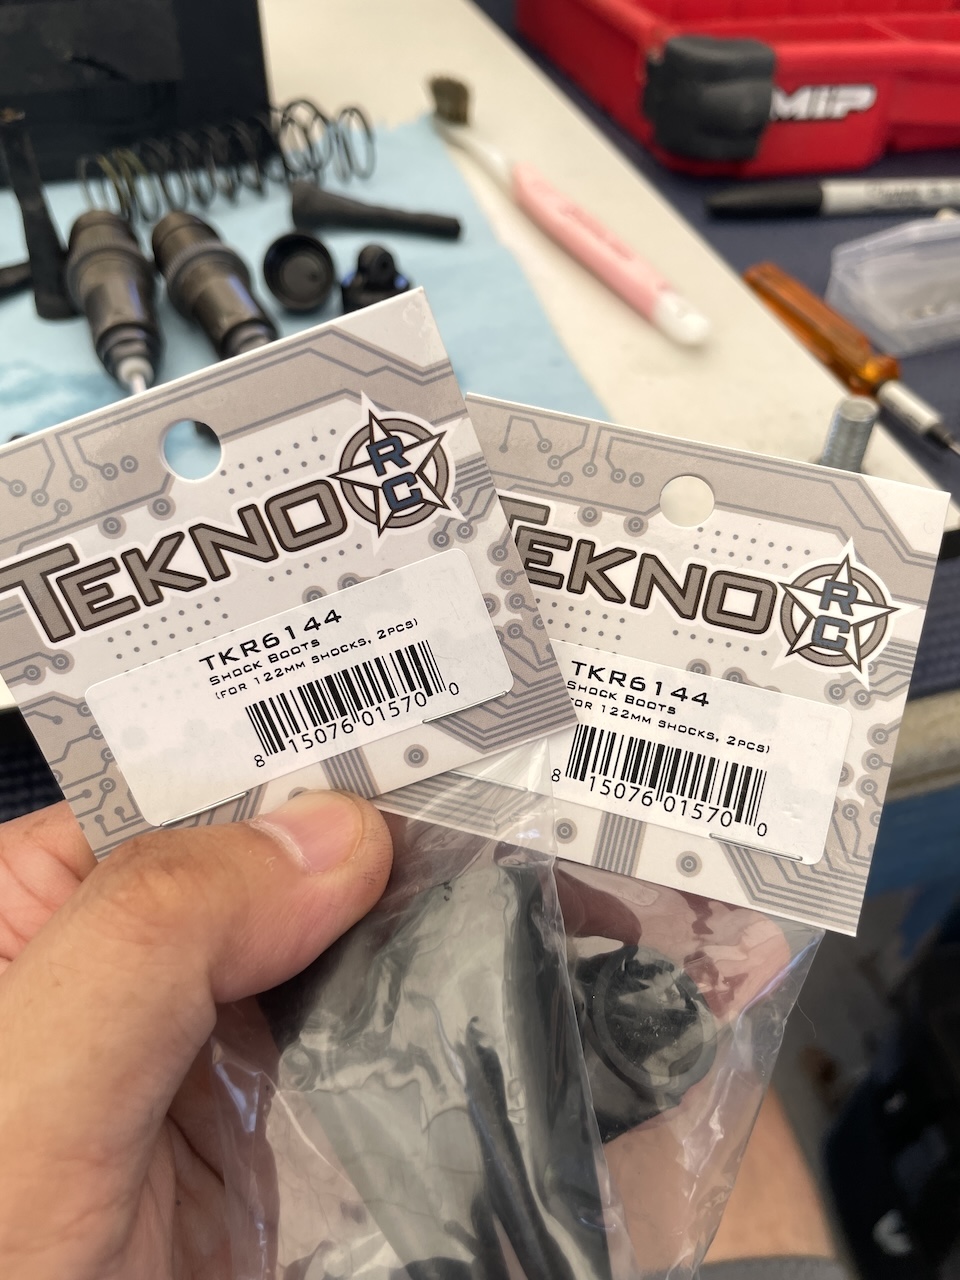 MIP
TEKNO RC
TKR6144
SHOCK BOOTS
(FOR 122MM SHOCKS, 2PCS)
8 15076 01570 0
TEKNO RC
TKR6144
SHOCK BOOTS
FOR 122MM SHOCKS, 2PCS)
8 15076 01570 0